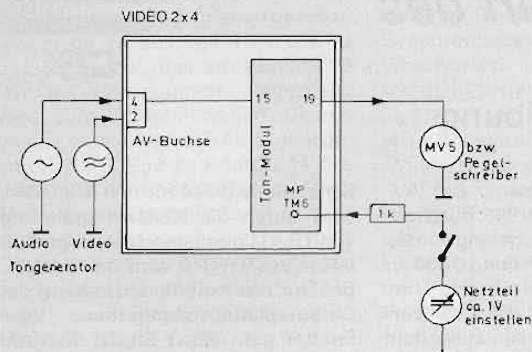 VIDEO 2x4
4
2
AV-Buchse
15
19
Ton-Modul
MP
TM6
MV5
bzw.
Pegel-
schreiber
1k
Audio
Video
Tongenerator
Netzteil
ca. 1V
einstellen